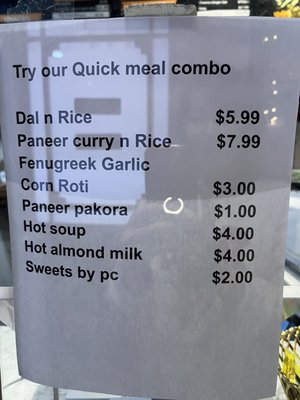 Try our Quick meal combo
Dal n Rice $5.99
Paneer curry n Rice $7.99
Fenugreek Garlic
Corn Roti $3.00
Paneer pakora $1.00
Hot soup $4.00
Hot almond milk $4.00
Sweets by pc $2.00